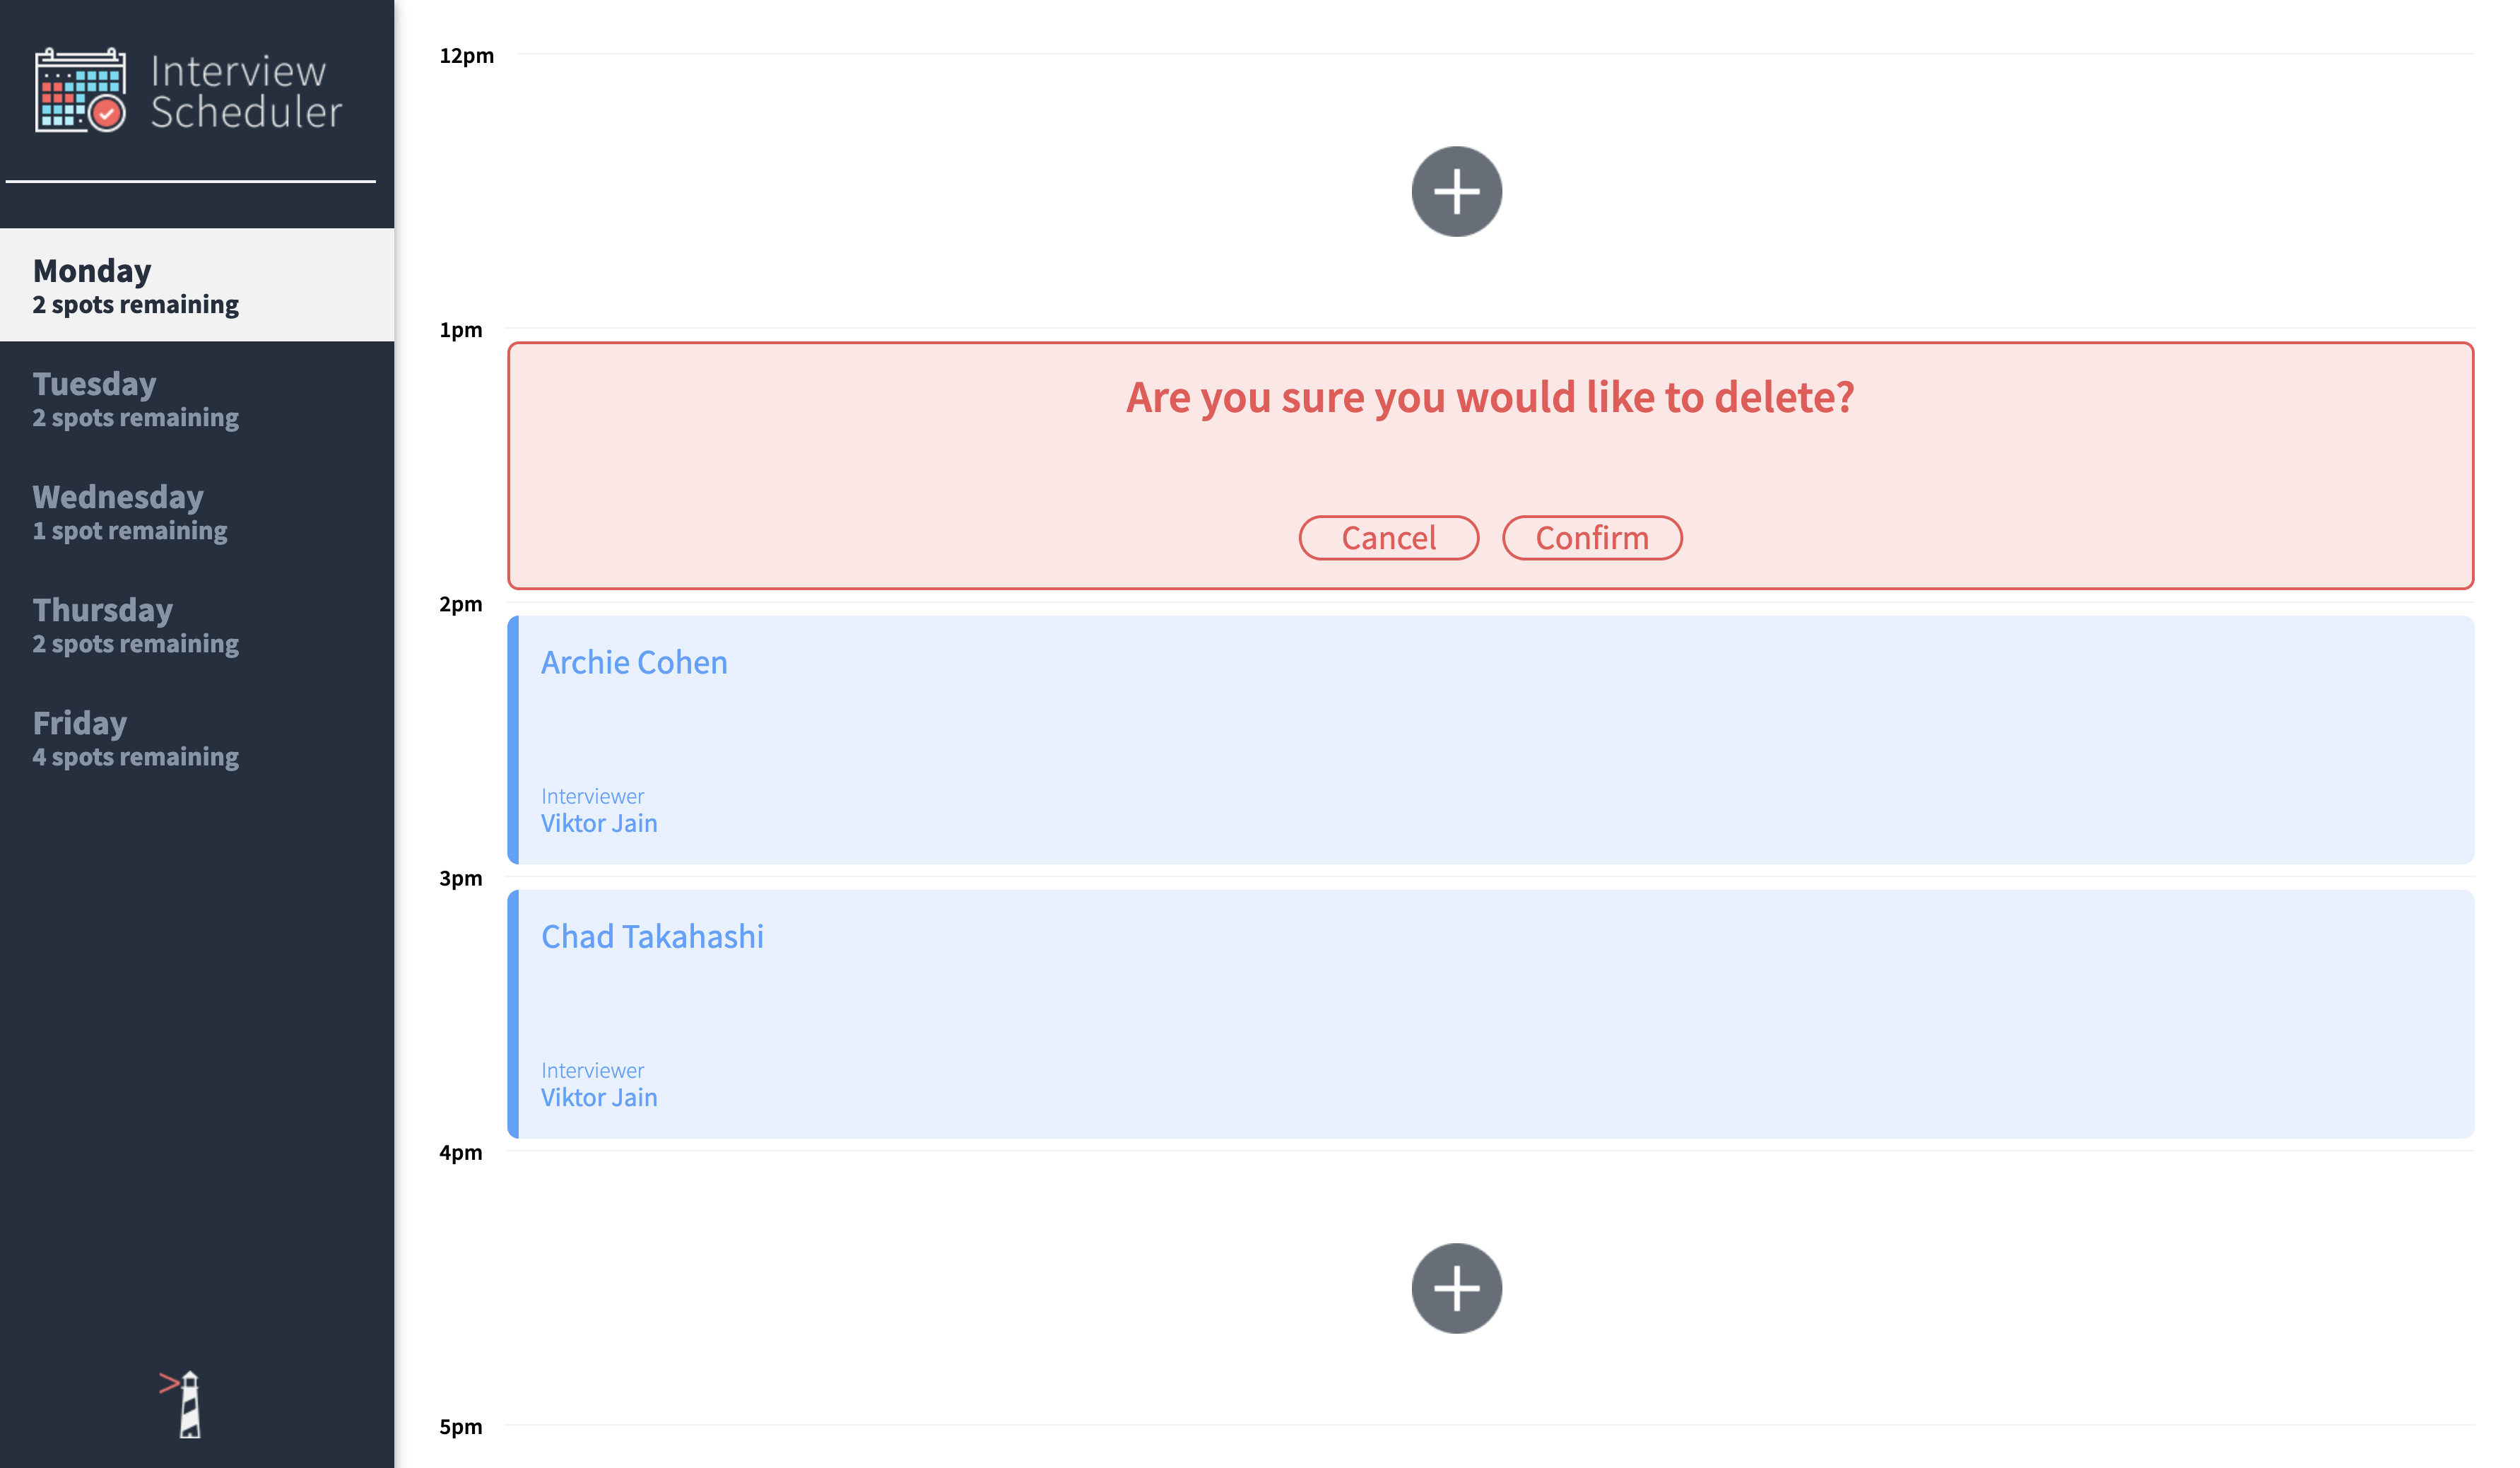 Interview
Scheduler
Monday
2 spots remaining
Tuesday
2 spots remaining
Wednesday
1 spot remaining
Thursday
2 spots remaining
Friday
4 spots remaining
12pm
1pm
Are you sure you would like to delete?
Cancel Confirm
2pm
Archie Cohen
Interviewer
Viktor Jain
3pm
Chad Takahashi
Interviewer
Viktor Jain
4pm
5pm